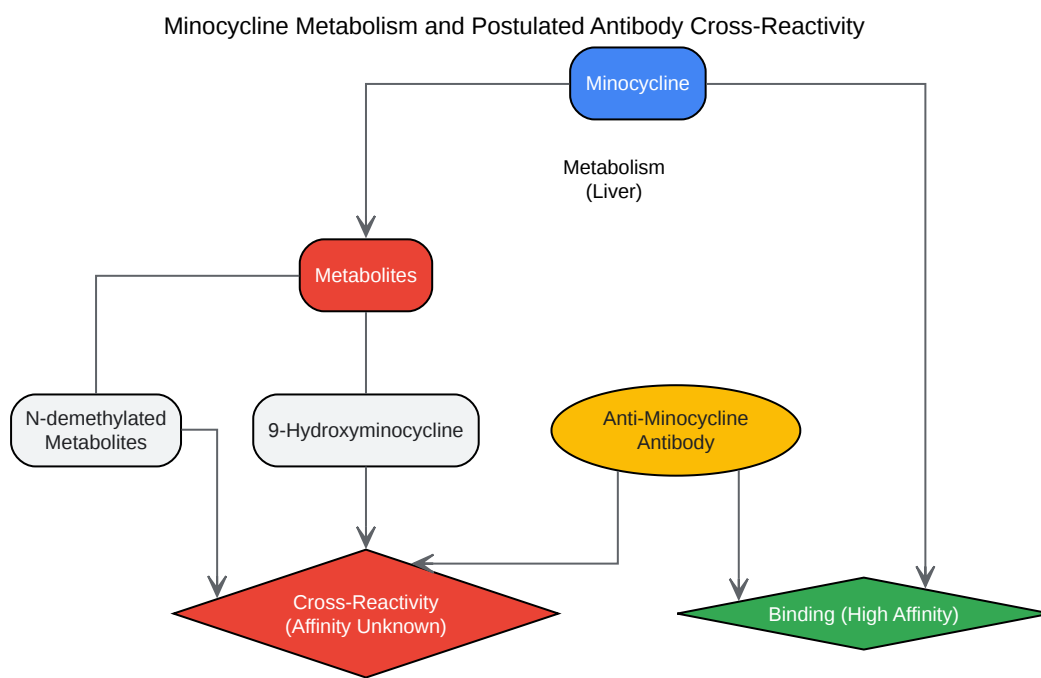 Minocycline Metabolism and Postulated Antibody Cross-Reactivity
Minocycline
Metabolism
(Liver)
Metabolites
N-demethylated
Metabolites
9-Hydroxyminocycline
Anti-Minocycline
Antibody
Cross-Reactivity
(Affinity Unknown)
Binding (High Affinity)